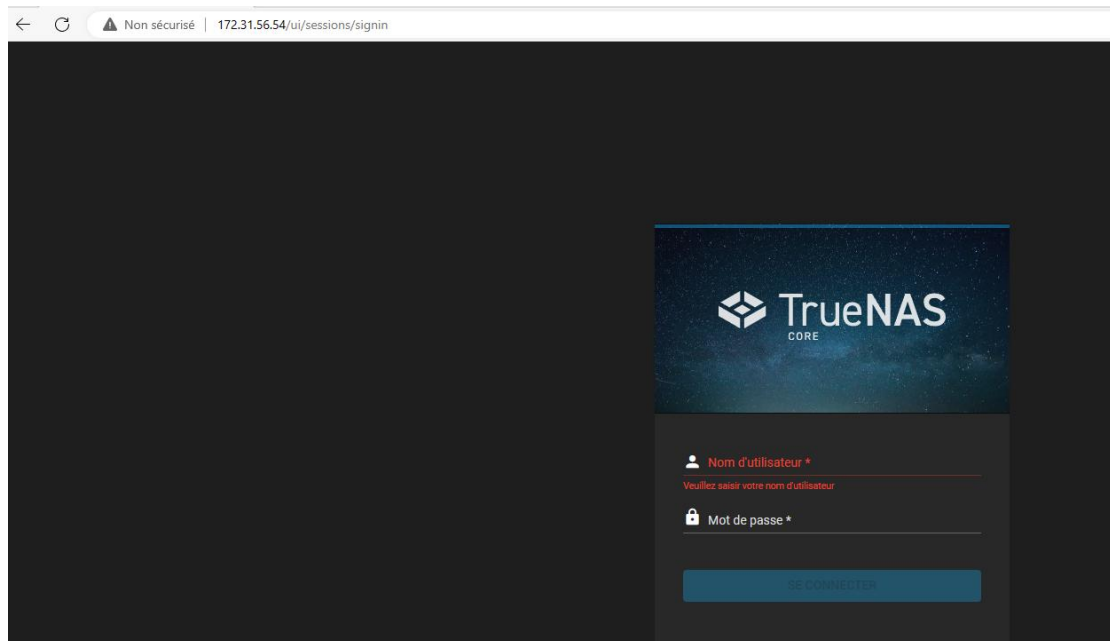 Non sécurisé | 172.31.56.54/ui/sessions/signin
TrueNAS
CORE
Nom d'utilisateur *
Veuillez saisir votre nom d'utilisateur
Mot de passe *
SE CONNECTER